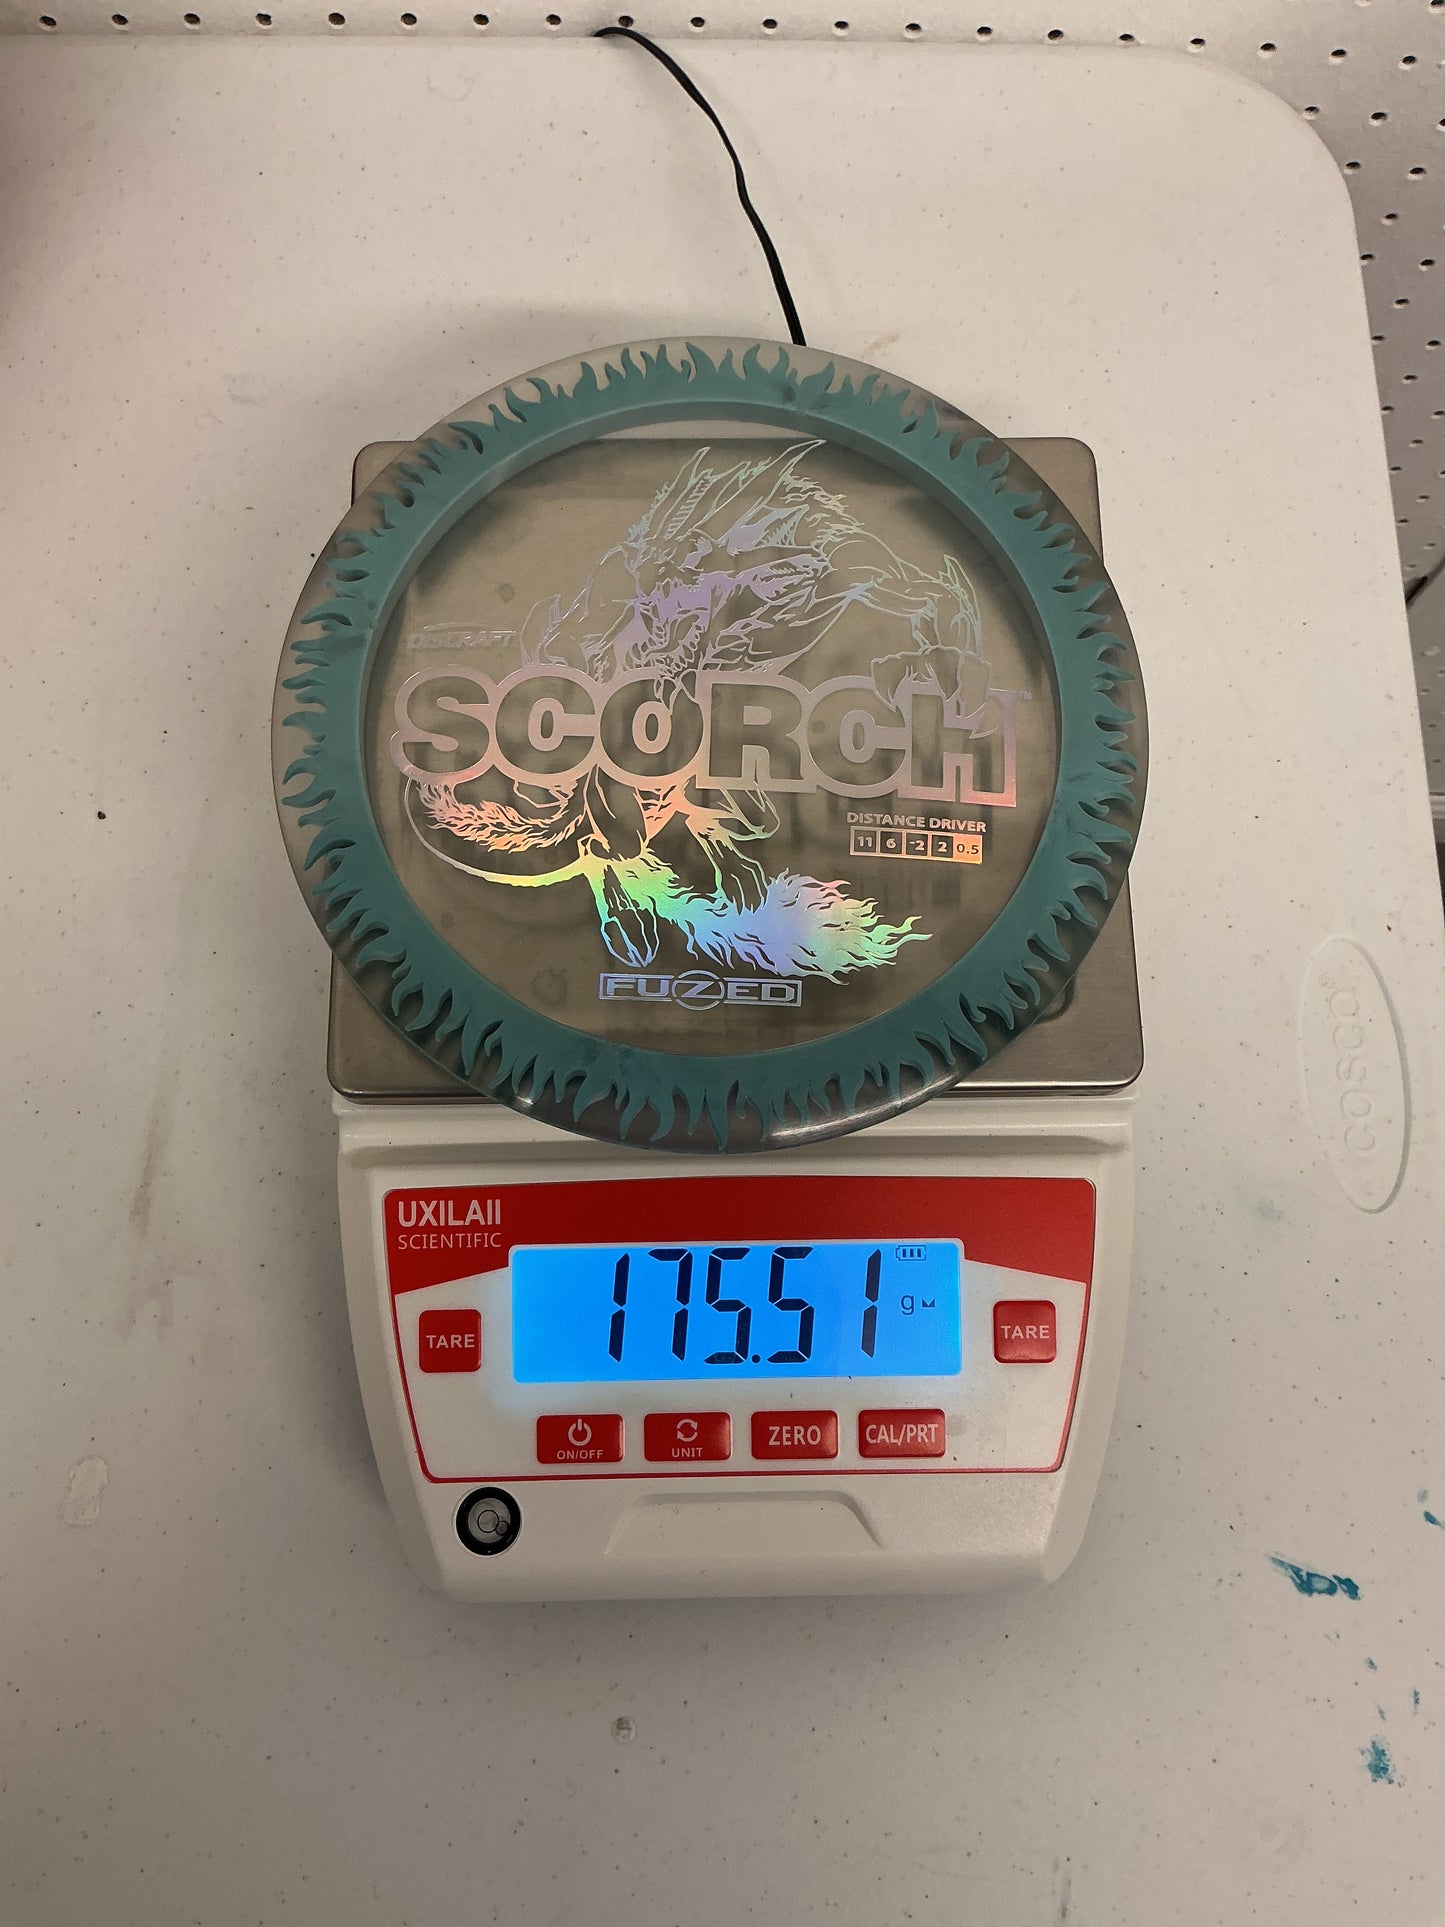 DISCRAFT
SCORCH™
DISTANCE DRIVER
11 6 -2 2 0.5
FUZED
cosco®
UXILAII
SCIENTIFIC
175.51 g
TARE
TARE
ON/OFF
UNIT
ZERO
CAL/PRT